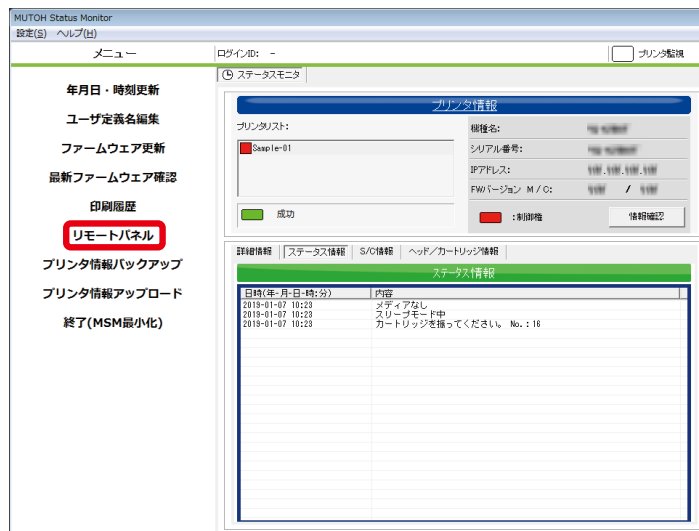 MUTOH Status Monitor
設定(S) ヘルプ(H)
メニュー
ログインID: -
プリンタ監視
ステータスモニタ
年月日・時刻更新
ユーザ定義名編集
ファームウェア更新
最新ファームウェア確認
印刷履歴
リモートパネル
プリンタ情報バックアップ
プリンタ情報アップロード
終了(MSM最小化)
プリンタ情報
プリンタリスト:
Sample-01
成功
機種名:
シリアル番号:
IPアドレス:
FWバージョン M / C: /
:制御権
情報確認
詳細情報 ステータス情報 S/C情報 ヘッド/カートリッジ情報
ステータス情報
日時(年-月-日-時:分) 内容
2019-01-07 10:23 メディアなし
2019-01-07 10:23 スリープモード中
2019-01-07 10:23 カートリッジを振ってください。 No.:16